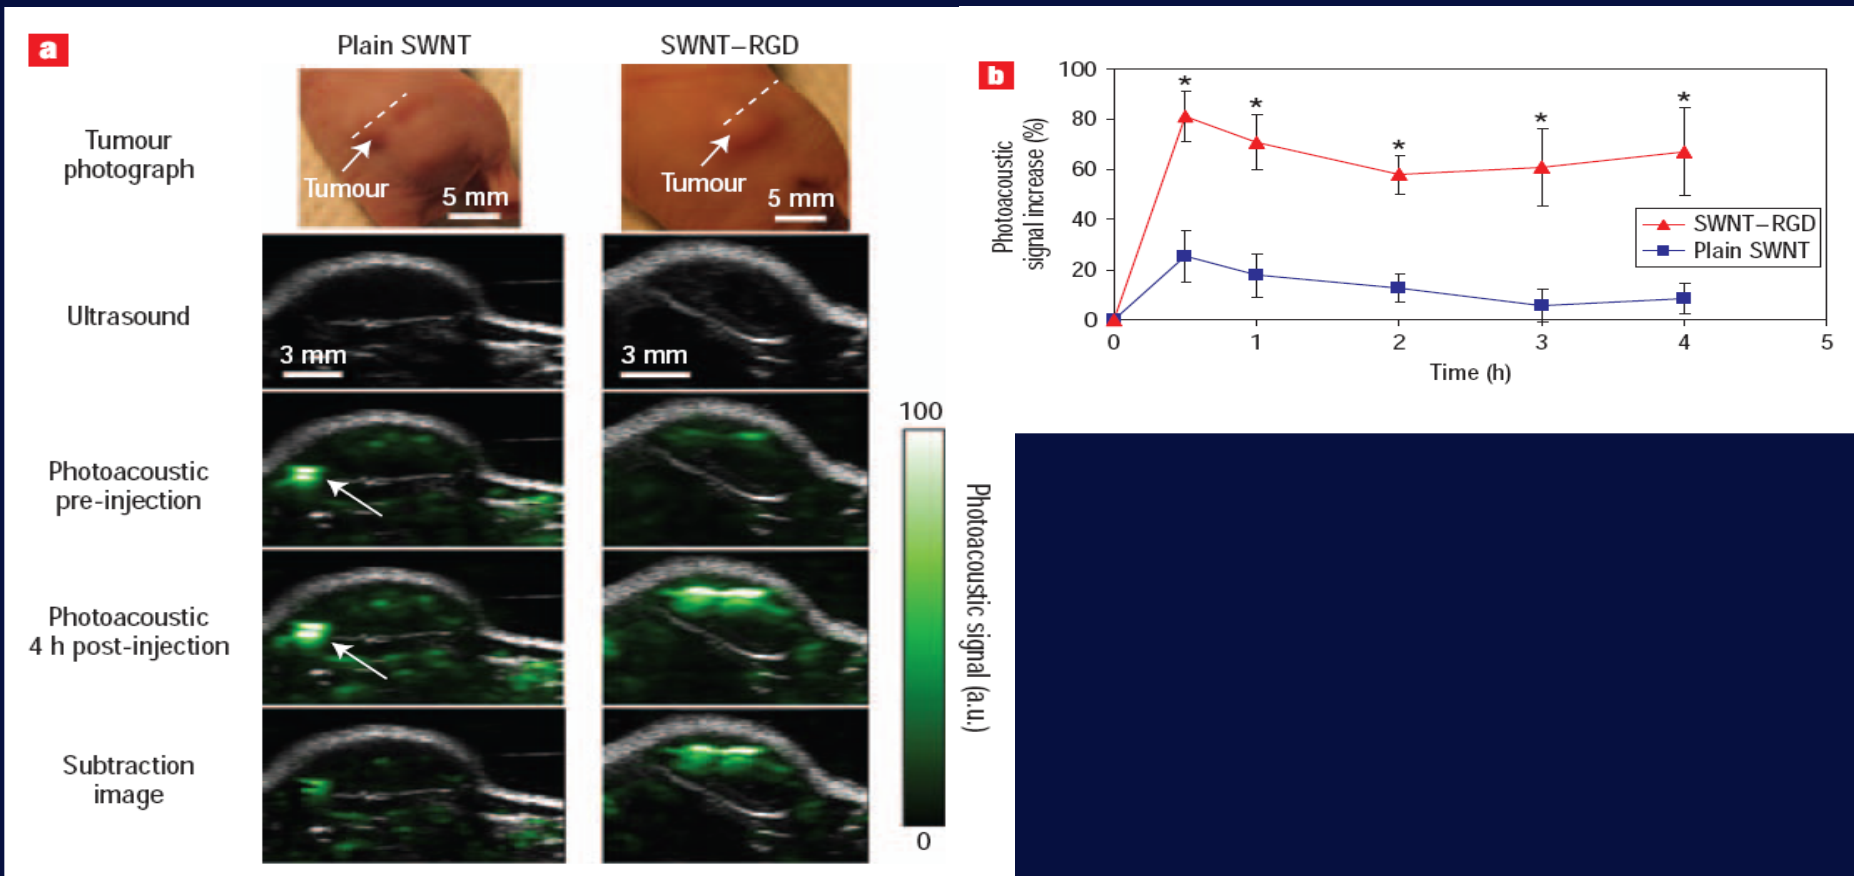 a
Plain SWNT
SWNT–RGD
Tumour
photograph
Tumour
5 mm
Tumour
5 mm
Ultrasound
3 mm
3 mm
Photoacoustic
pre-injection
Photoacoustic
4 h post-injection
Subtraction
image
100
0
Photoacoustic signal (a.u.)
b
Photoacoustic
signal increase (%)
100
80
60
40
20
0
*
*
*
*
*
SWNT–RGD
Plain SWNT
0
1
2
3
4
5
Time (h)